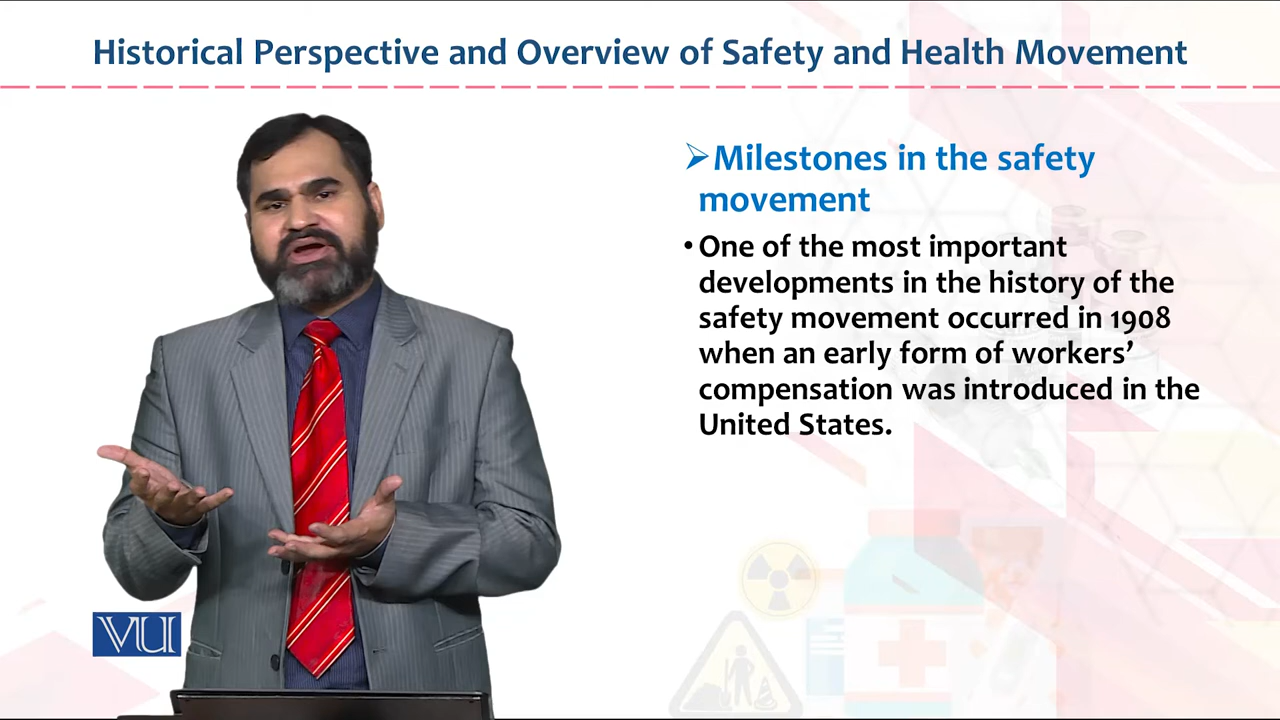 Historical Perspective and Overview of Safety and Health Movement
➢Milestones in the safety
movement
• One of the most important
developments in the history of the
safety movement occurred in 1908
when an early form of workers’
compensation was introduced in the
United States.
VU